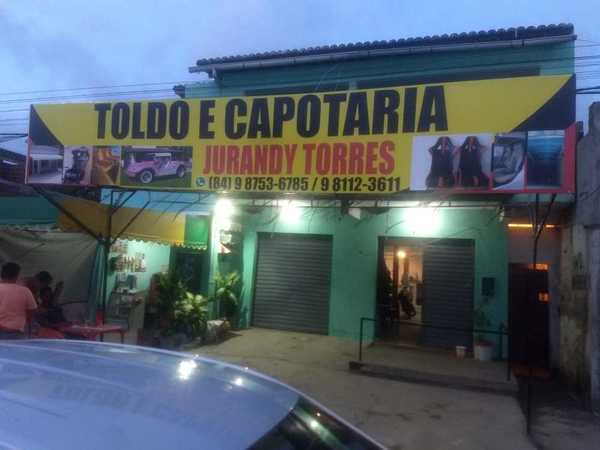 TOLDO E CAPOTARIA
JURANDY TORRES
(84) 9 8753-6785 / 9 8112-3611